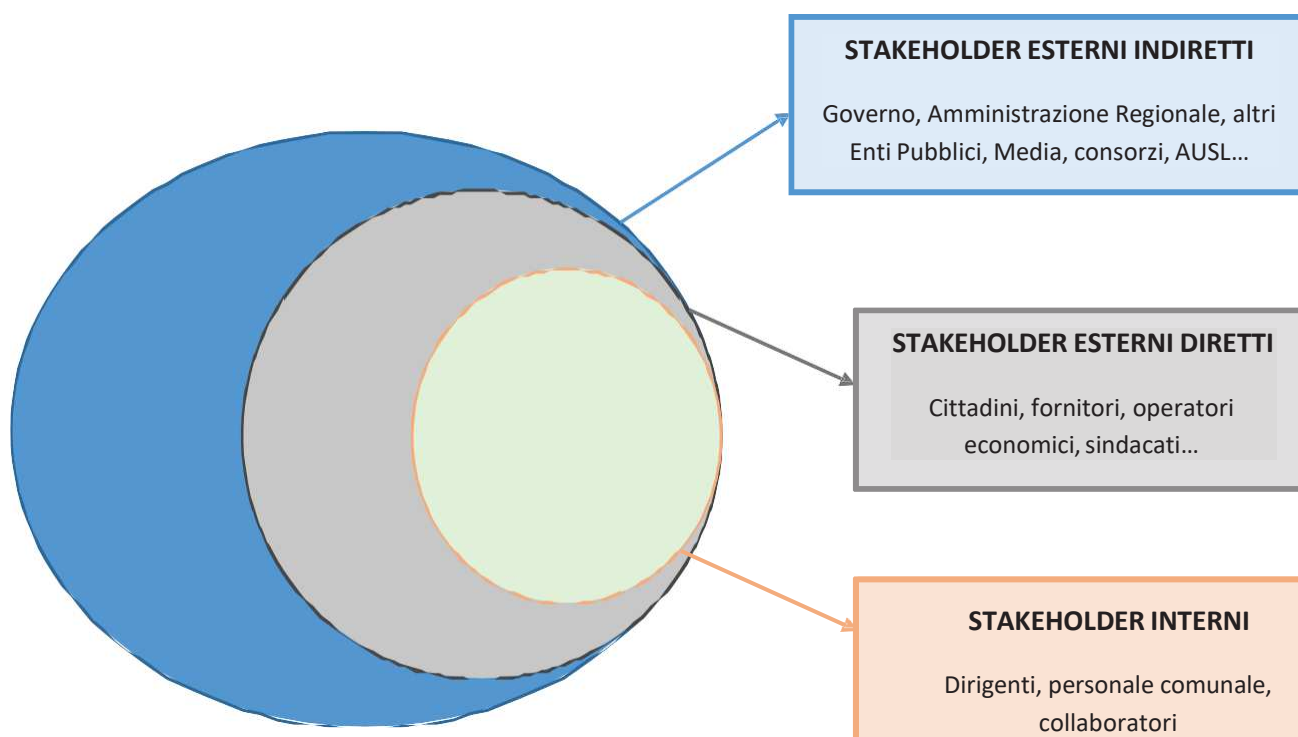 STAKEHOLDER ESTERNI INDIRETTI
Governo, Amministrazione Regionale, altri
Enti Pubblici, Media, consorzi, AUSL…
STAKEHOLDER ESTERNI DIRETTI
Cittadini, fornitori, operatori
economici, sindacati…
STAKEHOLDER INTERNI
Dirigenti, personale comunale,
collaboratori